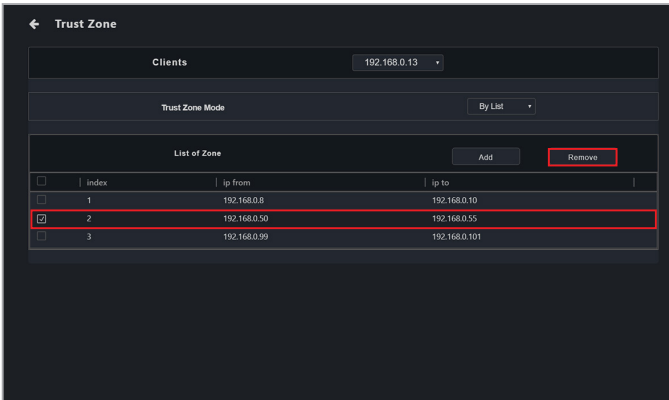 Trust Zone
Clients 192.168.0.13
Trust Zone Mode By List
List of Zone Add Remove
index ip from ip to
1 192.168.0.8 192.168.0.10
2 192.168.0.50 192.168.0.55
3 192.168.0.99 192.168.0.101